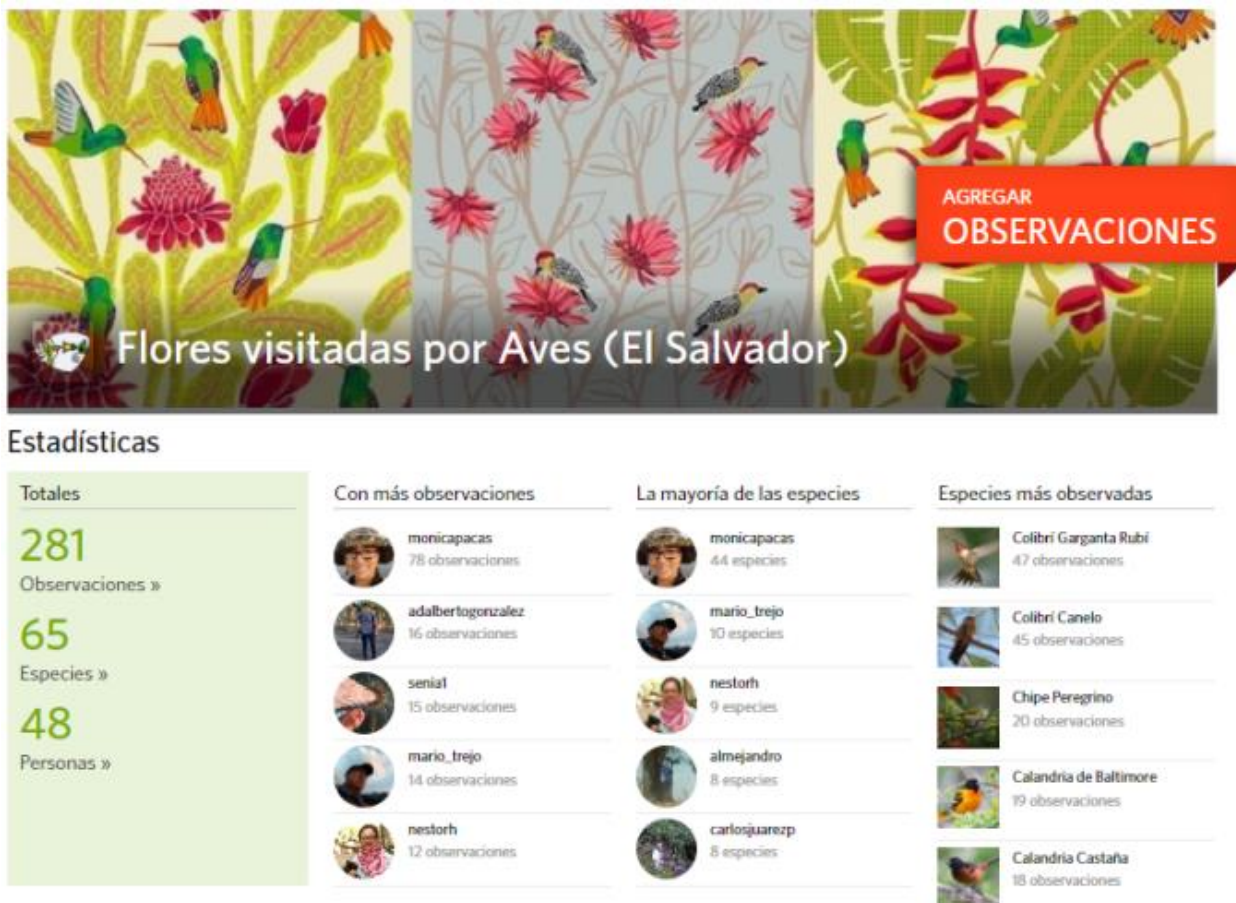 AGREGAR
OBSERVACIONES
Flores visitadas por Aves (El Salvador)
Estadísticas
Totales
281
Observaciones »
65
Especies »
48
Personas »
Con más observaciones
monicapacas
78 observaciones
adalbertogonzalez
16 observaciones
senia1
15 observaciones
mario_trejo
14 observaciones
nestorh
12 observaciones
La mayoría de las especies
monicapacas
44 especies
mario_trejo
10 especies
nestorh
9 especies
almejandro
8 especies
carlosjuarezp
8 especies
Especies más observadas
Colibrí Garganta Rubí
47 observaciones
Colibrí Canelo
45 observaciones
Chipe Peregrino
20 observaciones
Calandria de Baltimore
19 observaciones
Calandria Castaña
18 observaciones